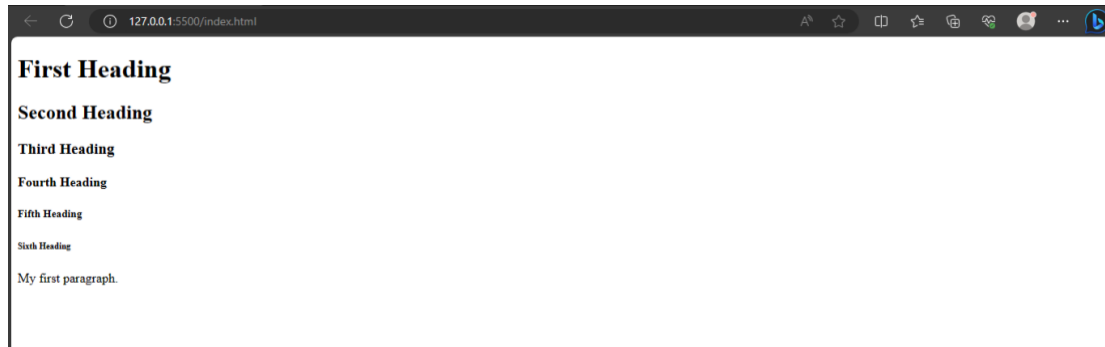 127.0.0.1:5500/index.html
First Heading
Second Heading
Third Heading
Fourth Heading
Fifth Heading
Sixth Heading
My first paragraph.